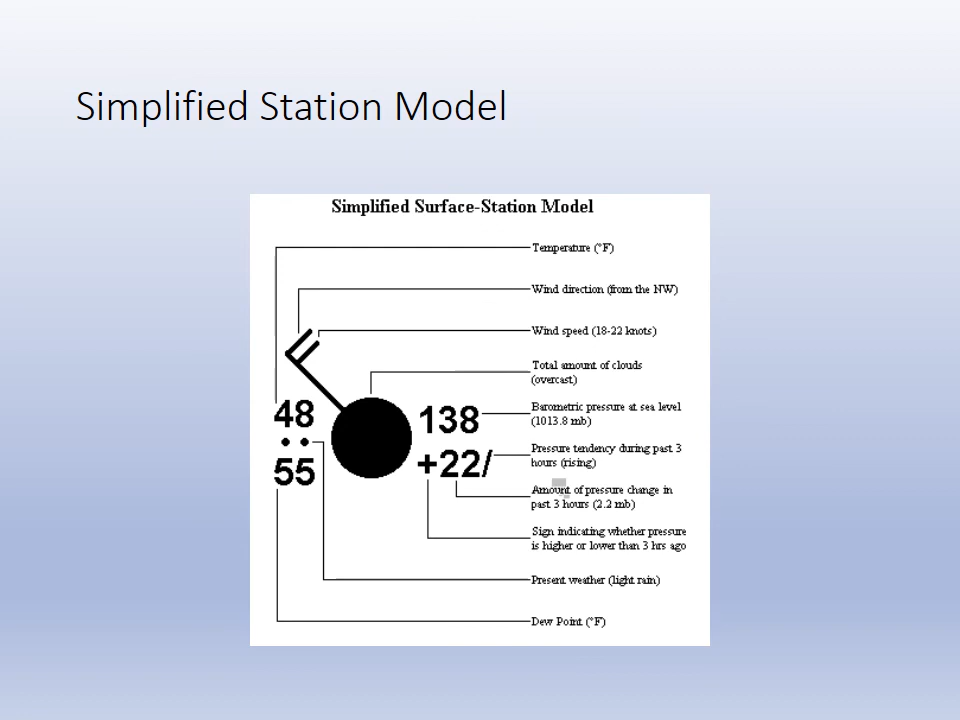 Simplified Station Model
Simplified Surface-Station Model
Temperature (°F)
Wind direction (from the NW)
Wind speed (18-22 knots)
Total amount of clouds
(overcast)
48
138
Barometric pressure at sea level
(1013.8 mb)
55
+22/
Pressure tendency during past 3
hours (rising)
Amount of pressure change in
past 3 hours (2.2 mb)
Sign indicating whether pressure
is higher or lower than 3 hrs ago
Present weather (light rain)
Dew Point (°F)